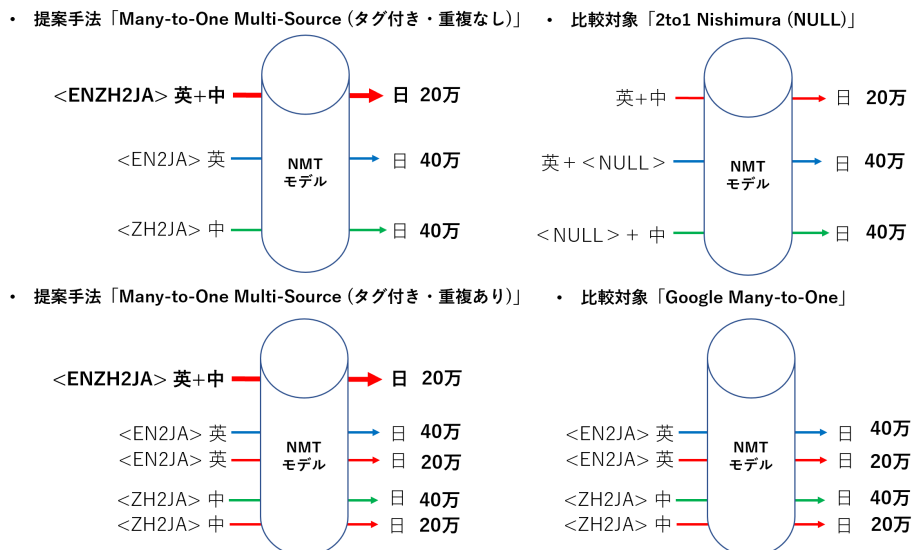 • 提案手法「Many-to-One Multi-Source (タグ付き・重複なし)」
<ENZH2JA> 英+中 日 20万
<EN2JA> 英 日 40万
NMT
モデル
<ZH2JA> 中 日 40万
• 比較対象「2to1 Nishimura (NULL)」
英+中 日 20万
英+<NULL> 日 40万
NMT
モデル
<NULL>+ 中 日 40万
• 提案手法「Many-to-One Multi-Source (タグ付き・重複あり)」
<ENZH2JA> 英+中 日 20万
<EN2JA> 英 日 40万
NMT
<EN2JA> 英 日 20万
モデル
<ZH2JA> 中 日 40万
<ZH2JA> 中 日 20万
• 比較対象「Google Many-to-One」
<EN2JA> 英 日 40万
NMT
<EN2JA> 英 日 20万
モデル
<ZH2JA> 中 日 40万
<ZH2JA> 中 日 20万